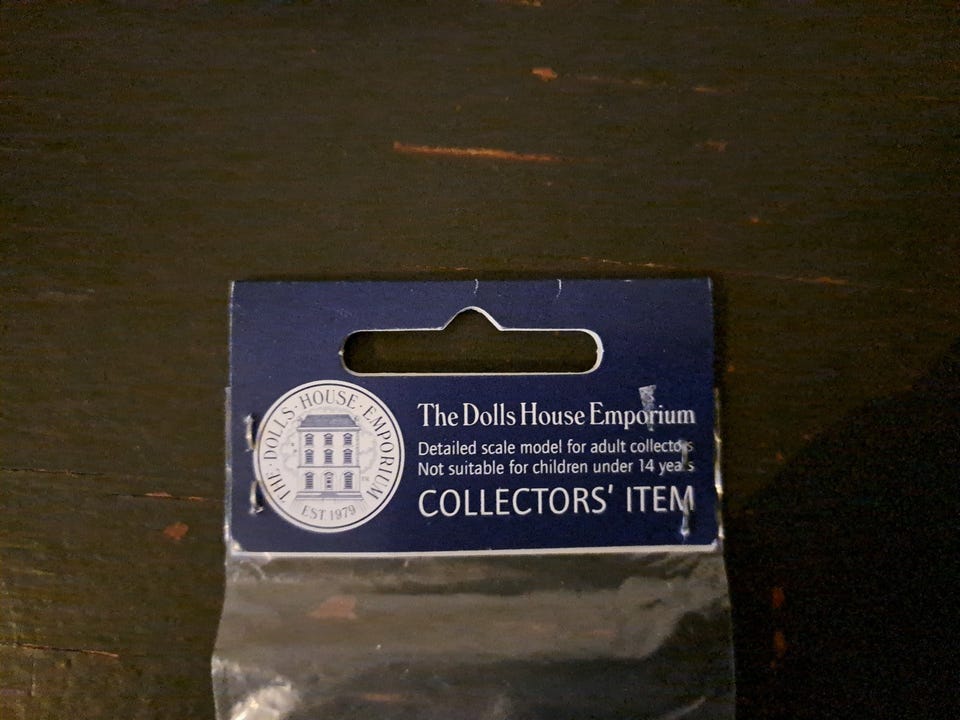 THE · DOLLS · HOUSE · EMPORIUM
EST 1979
The Dolls House Emporium
Detailed scale model for adult collectors
Not suitable for children under 14 years
COLLECTORS' ITEM